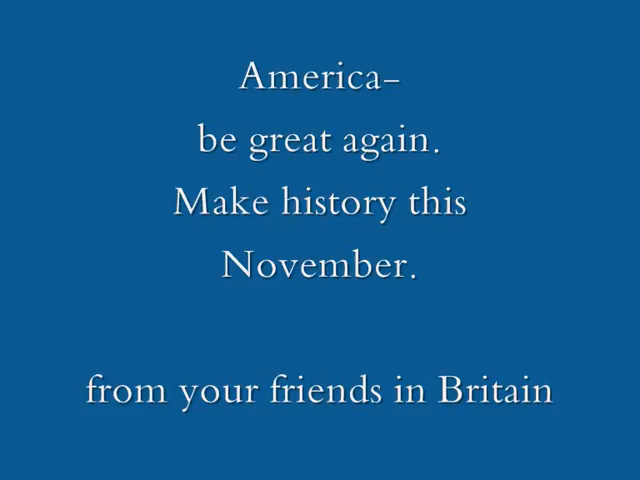 America-
be great again.
Make history this
November.
from your friends in Britain